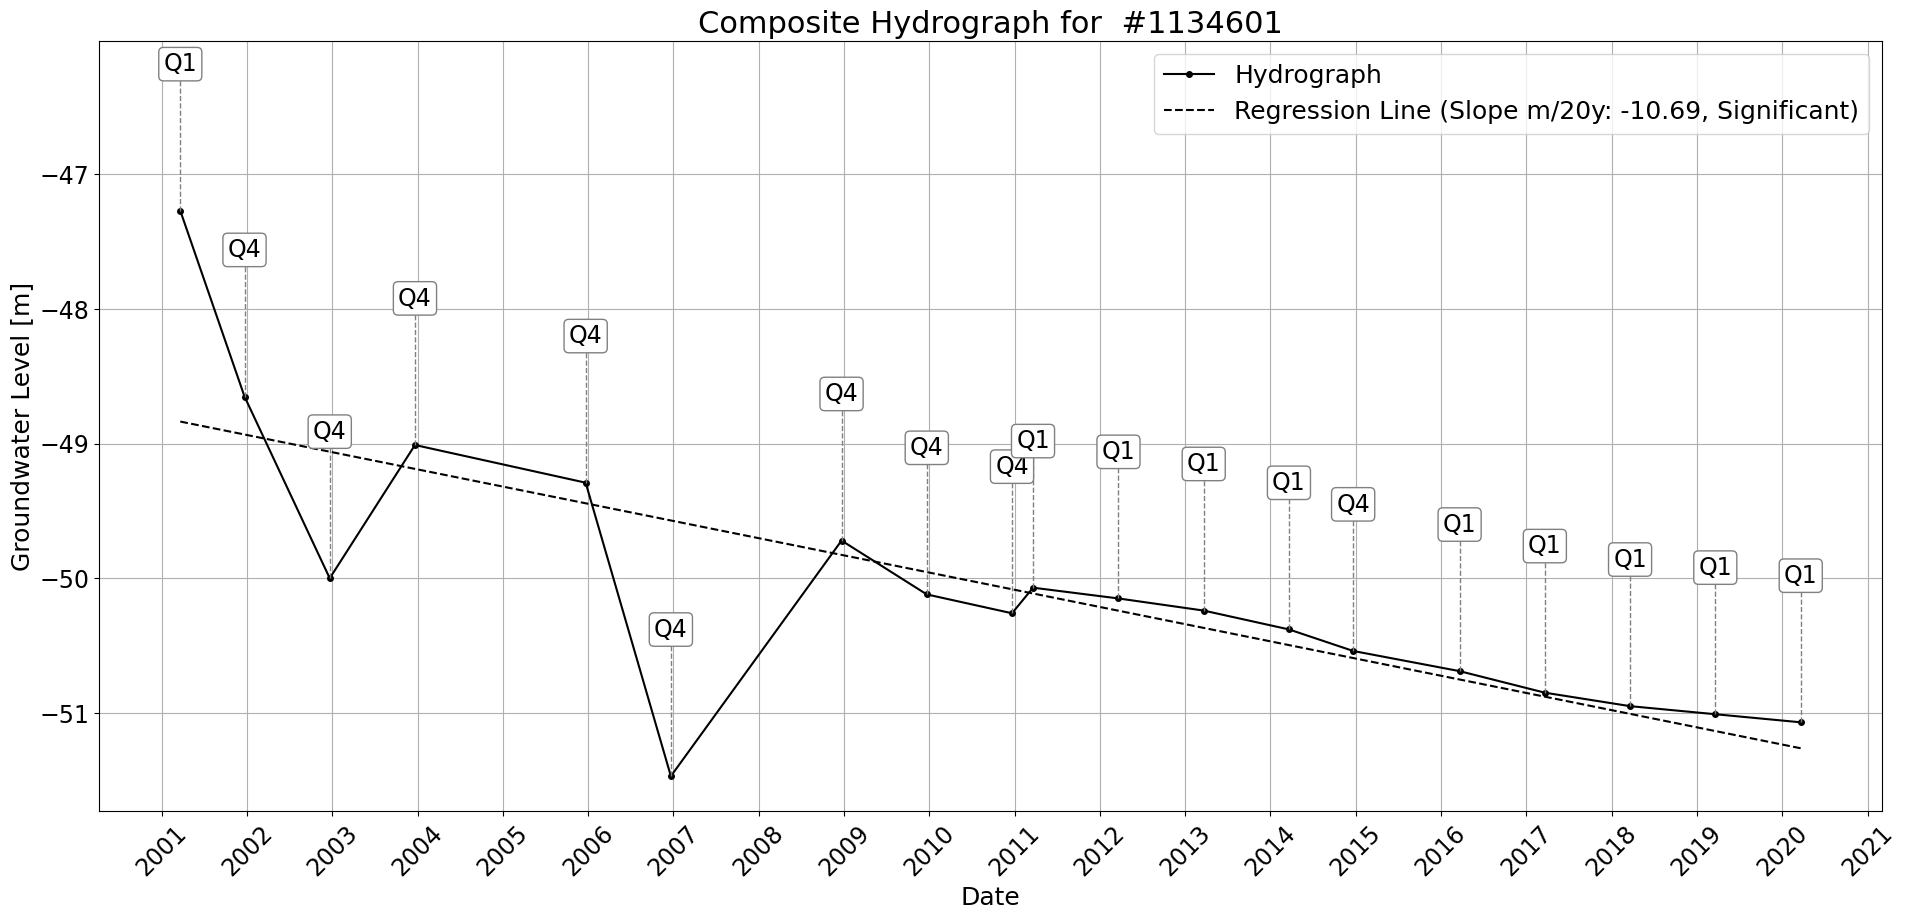 Composite Hydrograph for  #1134601
Hydrograph
Regression Line (Slope m/20y: -10.69, Significant)
Q1
Q4
Q4
Q4
Q4
Q4
Q4
Q4
Q4
Q1
Q1
Q1
Q1
Q4
Q1
Q1
Q1
Q1
Q1
Groundwater Level [m]
−47
−48
−49
−50
−51
2001
2002
2003
2004
2005
2006
2007
2008
2009
2010
2011
2012
2013
2014
2015
2016
2017
2018
2019
2020
2021
Date